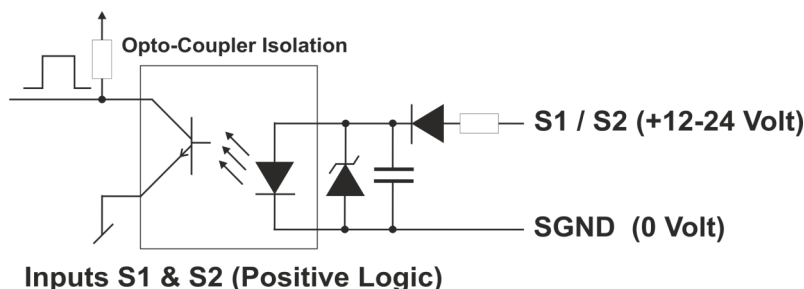 Opto-Coupler Isolation
S1 / S2 (+12-24 Volt)
SGND (0 Volt)
Inputs S1 & S2 (Positive Logic)